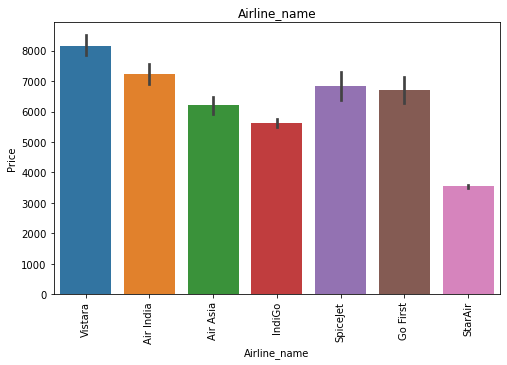 Airline_name
8000
7000
6000
5000
4000
3000
2000
1000
0
Price
Vistara
Air India
Air Asia
IndiGo
SpiceJet
Go First
StarAir
Airline_name